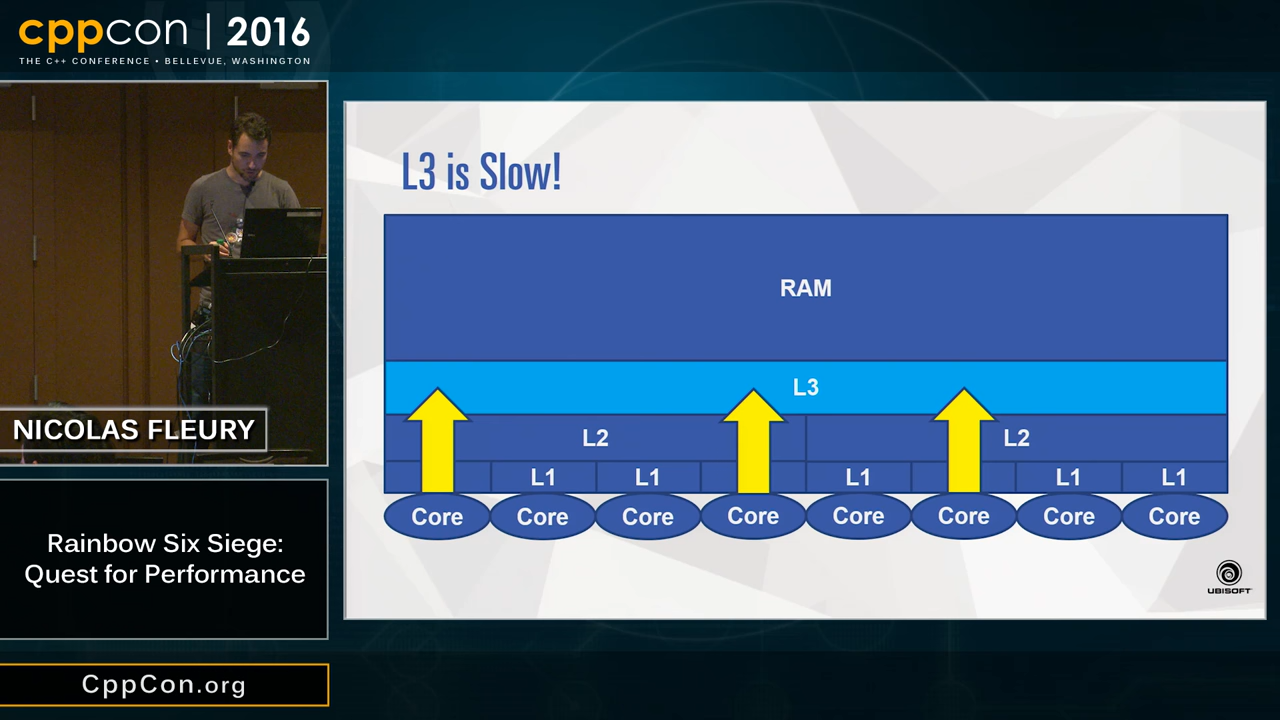 cppcon | 2016
THE C++ CONFERENCE • BELLEVUE, WASHINGTON
NICOLAS FLEURY
Rainbow Six Siege:
Quest for Performance
CppCon.org
L3 is Slow!
RAM
L3
L2 L2
L1 L1 L1 L1 L1
Core Core Core Core Core Core Core Core
UBISOFT